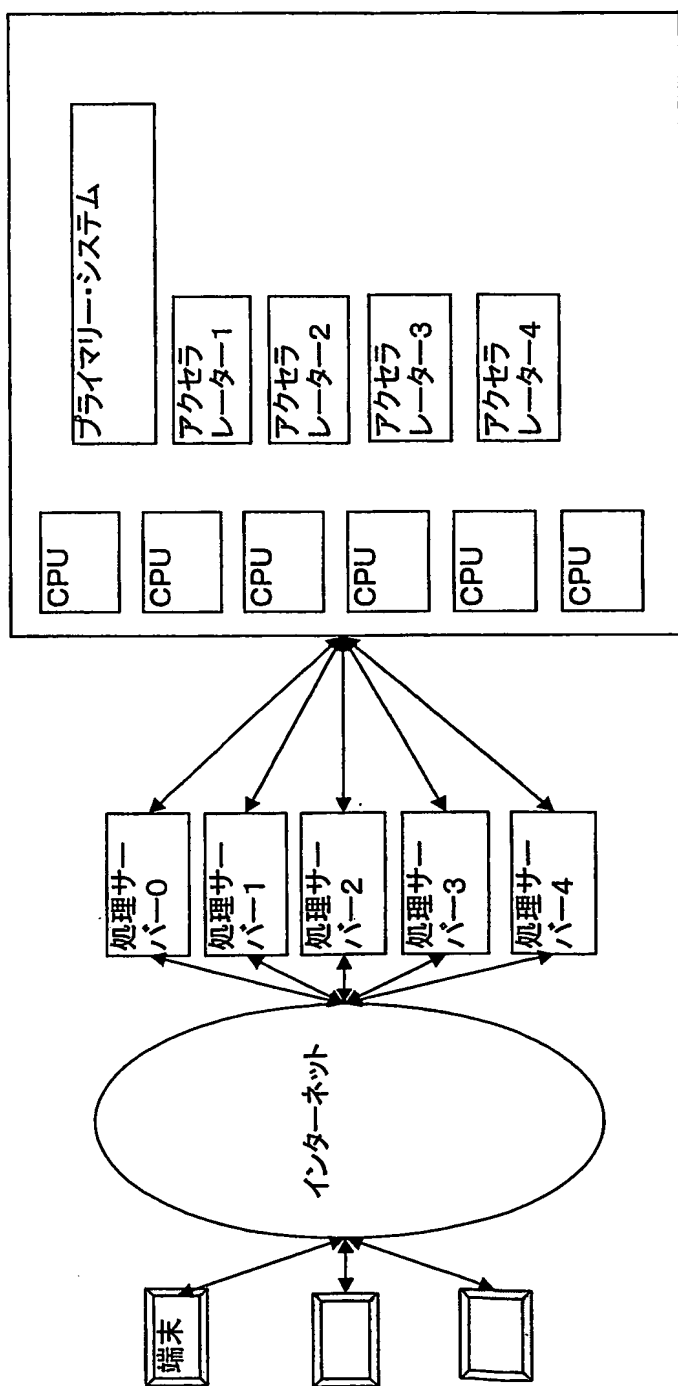 端末
インターネット
処理サー
バー0
処理サー
バー1
処理サー
バー2
処理サー
バー3
処理サー
バー4
CPU
CPU
CPU
CPU
CPU
CPU
プライマリー・システム
アクセラ
レーター1
アクセラ
レーター2
アクセラ
レーター3
アクセラ
レーター4